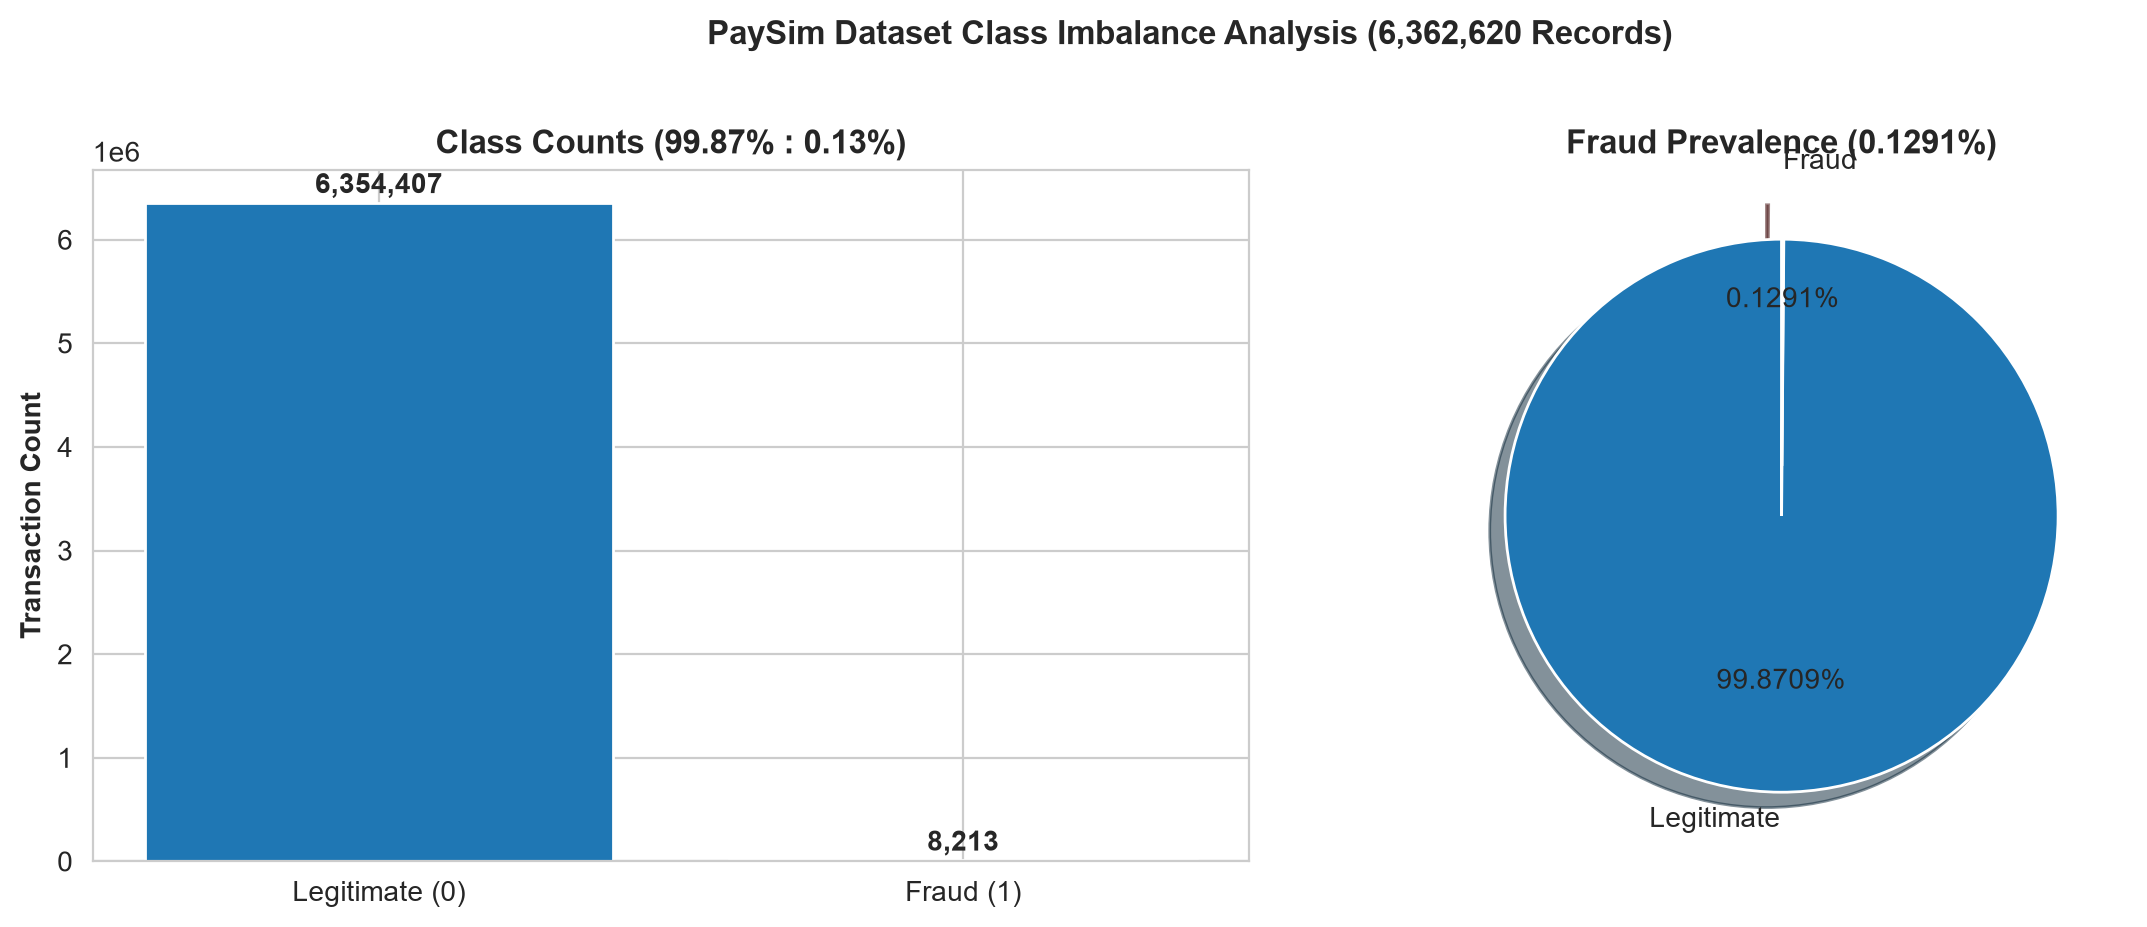 PaySim Dataset Class Imbalance Analysis (6,362,620 Records)
Class Counts (99.87% : 0.13%)
1e6
6,354,407
6
5
4
3
2
1
0
Transaction Count
8,213
Legitimate (0)
Fraud (1)
Fraud Prevalence (0.1291%)
Fraud
0.1291%
99.8709%
Legitimate